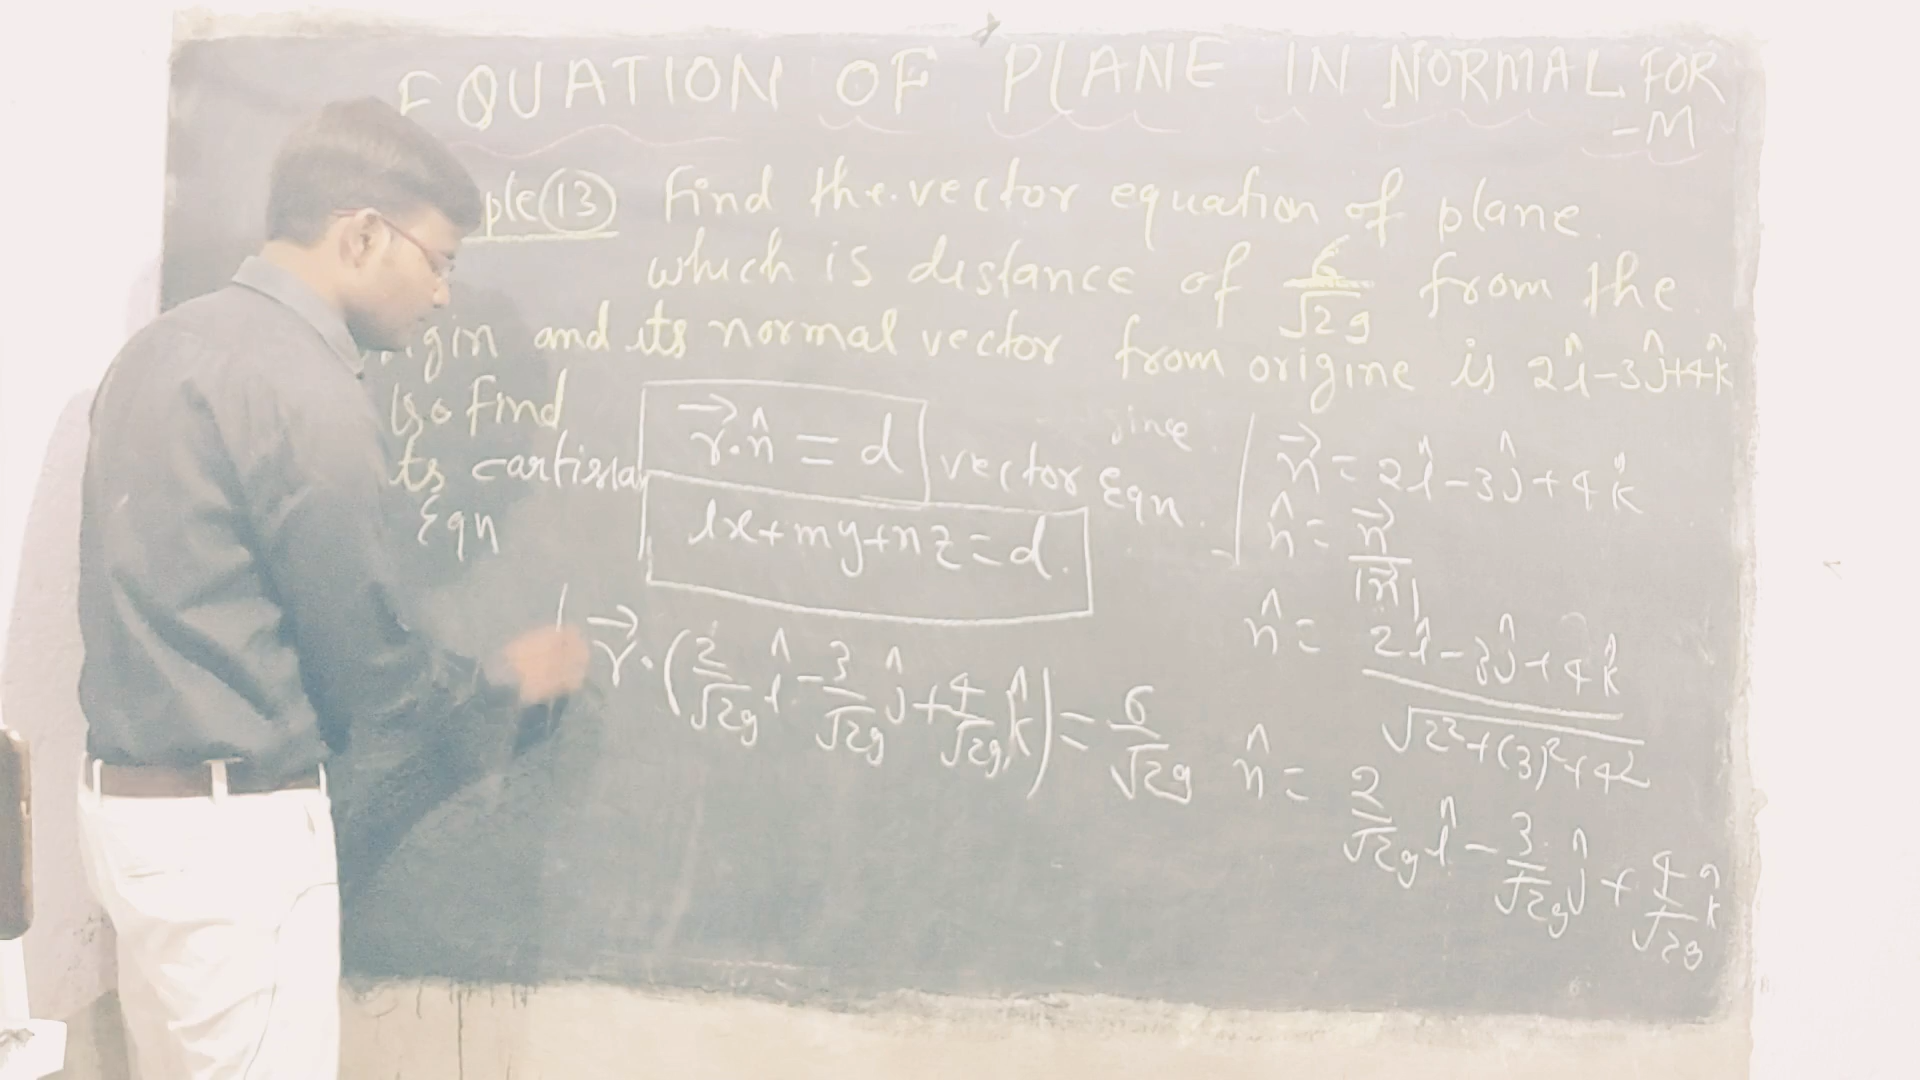 EQUATION OF PLANE IN NORMAL FOR
-M
ple (13) Find the vector equation of plane.
which is distance of 6/√29 from the
igin and its normal vector from origine is 2î-3ĵ+4k̂
so find
its cartisian
Eqn
r⃗.n̂ = d vector Eqn.
lx+my+nz=d.
r⃗.(2/√29 î - 3/√29 ĵ + 4/√29 k̂) = 6/√29
since
n⃗ = 2î-3ĵ+4k̂
n̂ = n⃗/|n⃗|
n̂ = 2î-3ĵ+4k̂/√2²+(3)²+4²
n̂ = 2/√29 î - 3/√29 ĵ + 4/√29 k̂